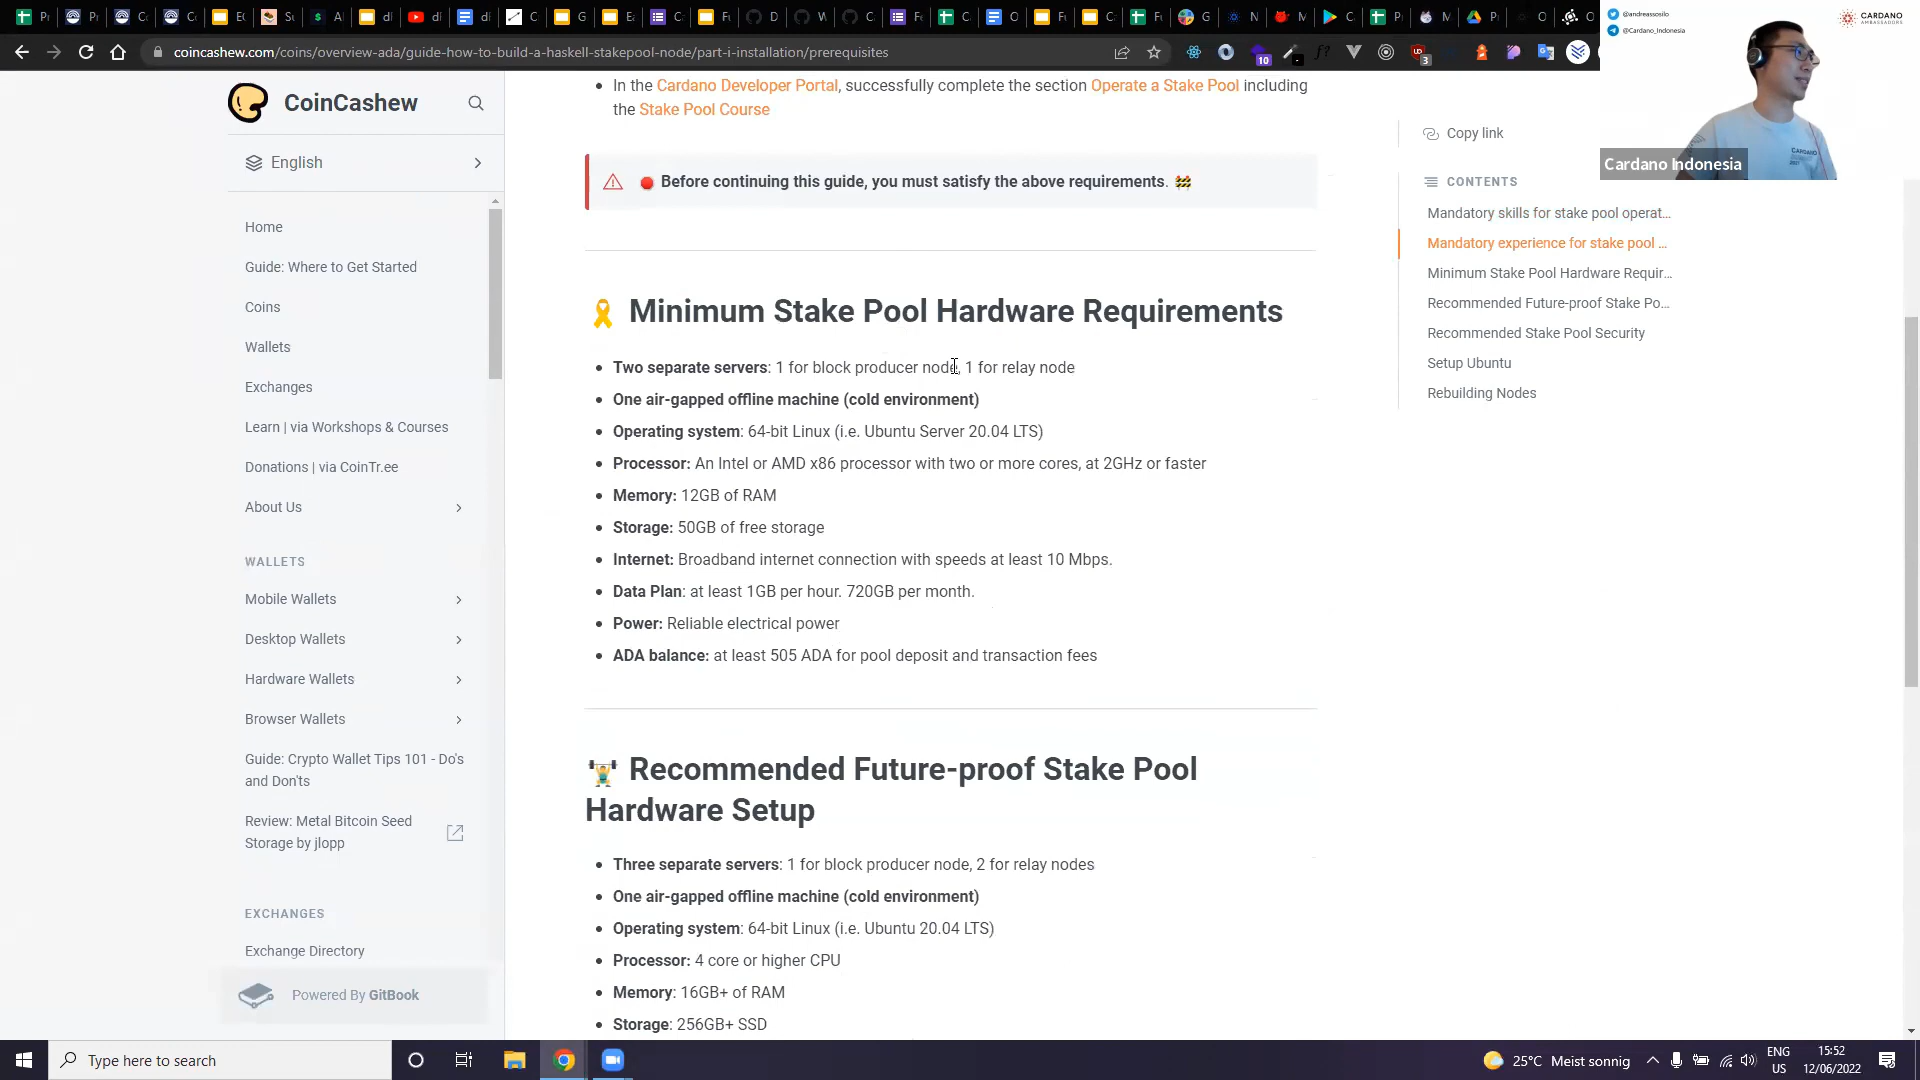 coincashew.com/coins/overview-ada/guide-how-to-build-a-haskell-stakepool-node/part-i-installation/prerequisites
10
3
@andreassosilo
@Cardano_Indonesia
CARDANO
AMBASSADORS
Cardano Indonesia
CoinCashew
English
Home
Guide: Where to Get Started
Coins
Wallets
Exchanges
Learn | via Workshops & Courses
Donations | via CoinTr.ee
About Us
WALLETS
Mobile Wallets
Desktop Wallets
Hardware Wallets
Browser Wallets
Guide: Crypto Wallet Tips 101 - Do's
and Don'ts
Review: Metal Bitcoin Seed
Storage by jlopp
EXCHANGES
Exchange Directory
Powered By GitBook
In the Cardano Developer Portal, successfully complete the section Operate a Stake Pool including
the Stake Pool Course
Before continuing this guide, you must satisfy the above requirements.
Minimum Stake Pool Hardware Requirements
Two separate servers: 1 for block producer node, 1 for relay node
One air-gapped offline machine (cold environment)
Operating system: 64-bit Linux (i.e. Ubuntu Server 20.04 LTS)
Processor: An Intel or AMD x86 processor with two or more cores, at 2GHz or faster
Memory: 12GB of RAM
Storage: 50GB of free storage
Internet: Broadband internet connection with speeds at least 10 Mbps.
Data Plan: at least 1GB per hour. 720GB per month.
Power: Reliable electrical power
ADA balance: at least 505 ADA for pool deposit and transaction fees
Recommended Future-proof Stake Pool
Hardware Setup
Three separate servers: 1 for block producer node, 2 for relay nodes
One air-gapped offline machine (cold environment)
Operating system: 64-bit Linux (i.e. Ubuntu 20.04 LTS)
Processor: 4 core or higher CPU
Memory: 16GB+ of RAM
Storage: 256GB+ SSD
Copy link
CONTENTS
Mandatory skills for stake pool operat...
Mandatory experience for stake pool ...
Minimum Stake Pool Hardware Requir...
Recommended Future-proof Stake Po...
Recommended Stake Pool Security
Setup Ubuntu
Rebuilding Nodes
Type here to search
25°C Meist sonnig
ENG
US
15:52
12/06/2022